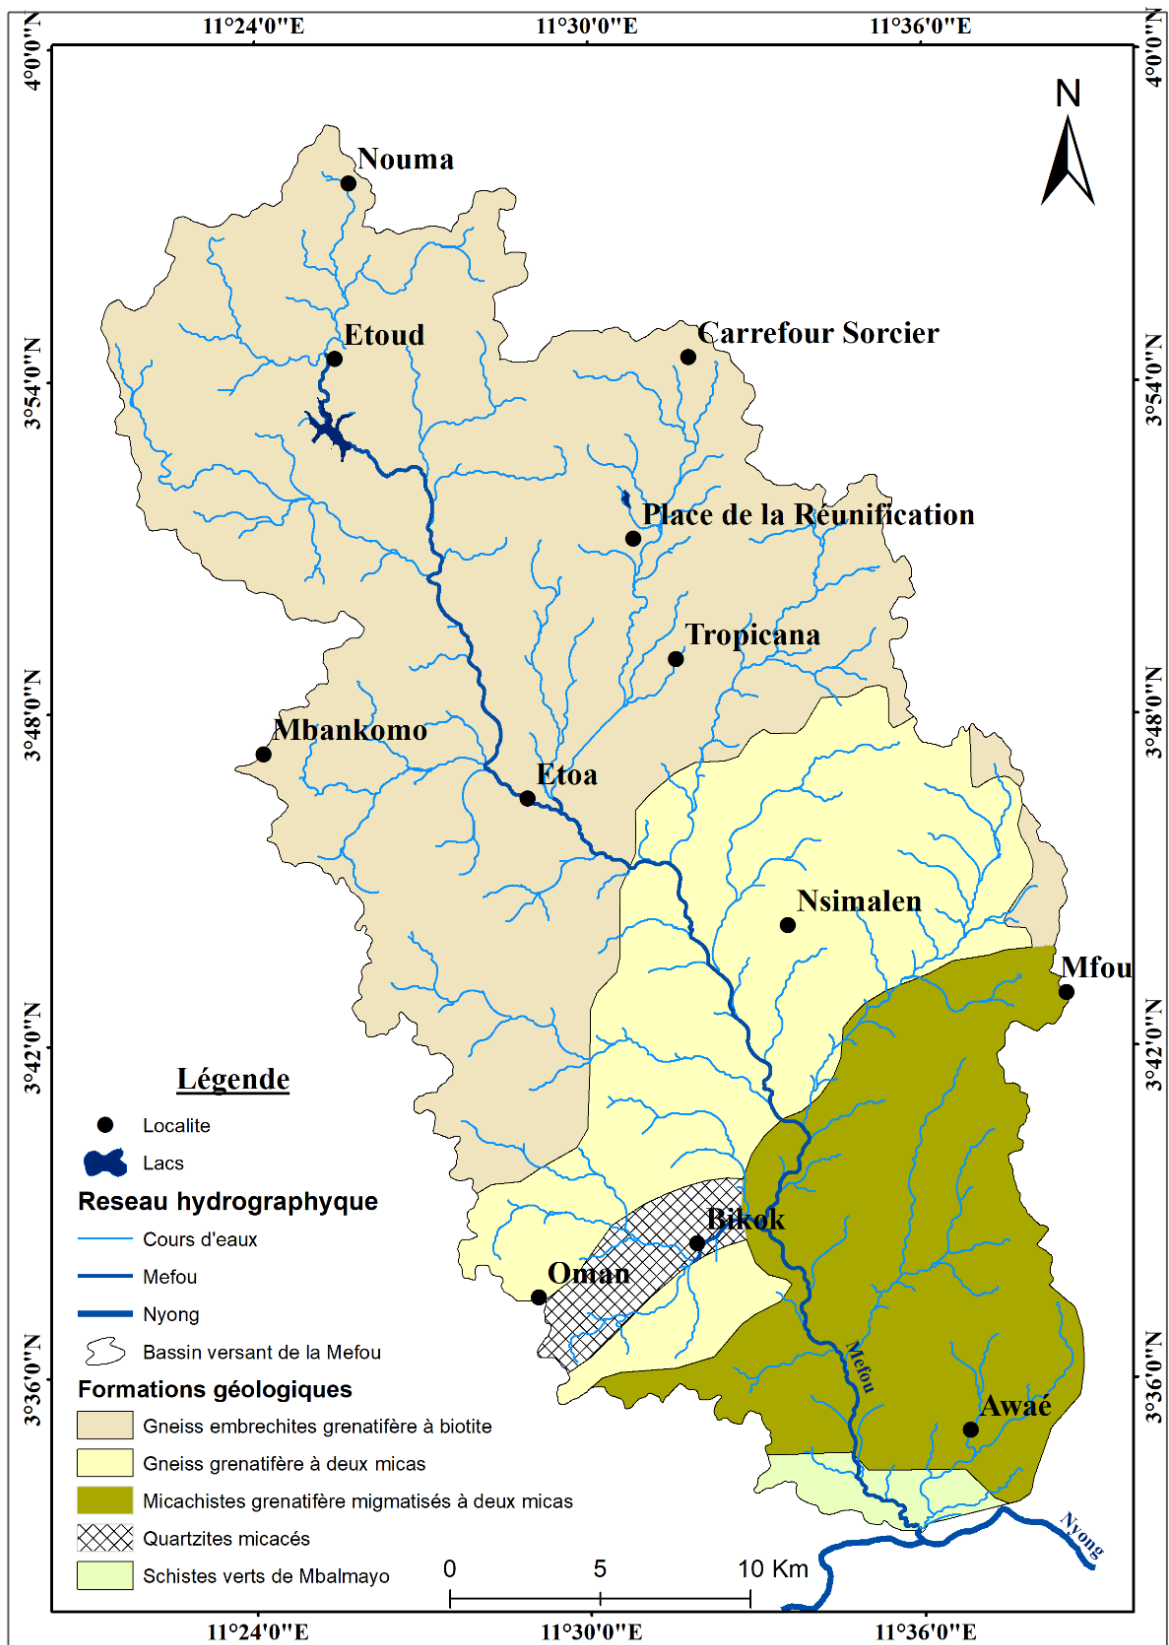 11°24'0"E 11°30'0"E 11°36'0"E
4°0'0"N
4°0'0"N
N
Nouma
Etoud
Carrefour Sorcier
3°54'0"N
3°54'0"N
Place de la Réunification
Tropicana
3°48'0"N
3°48'0"N
Mbankomo
Etoa
Nsimalen
Mfou
3°42'0"N
3°42'0"N
Bikok
Oman
Mefou
3°36'0"N
3°36'0"N
Awaé
Nyong
Légende
Localite
Lacs
Reseau hydrographyque
Cours d'eaux
Mefou
Nyong
Bassin versant de la Mefou
Formations géologiques
Gneiss embrechites grenatifère à biotite
Gneiss grenatifère à deux micas
Micachistes grenatifère migmatisés à deux micas
Quartzites micacés
Schistes verts de Mbalmayo
0 5 10 Km
11°24'0"E 11°30'0"E 11°36'0"E